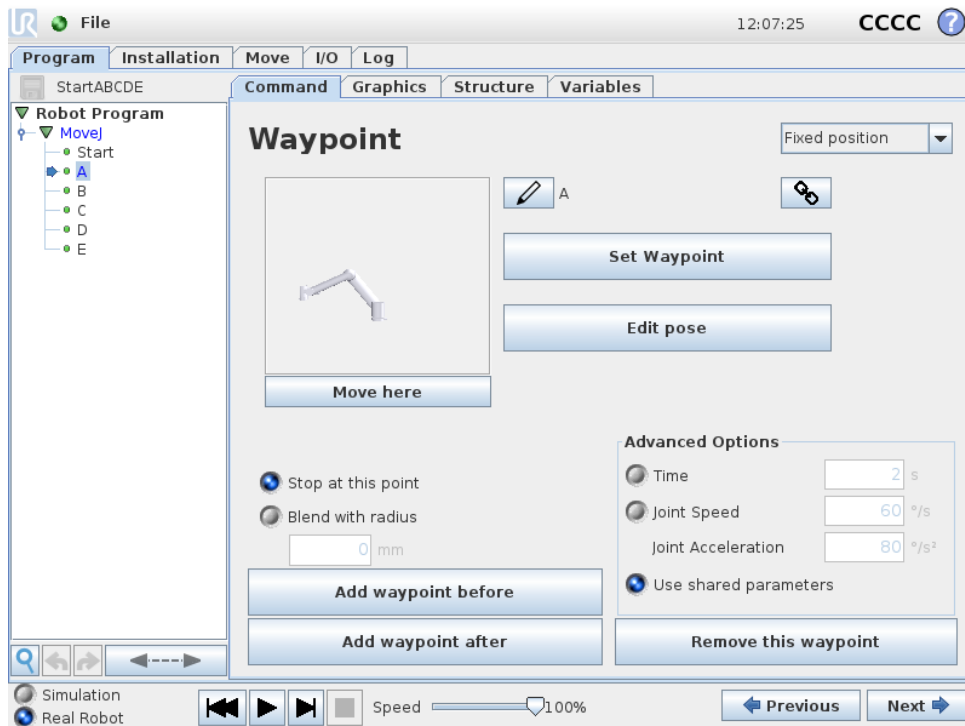 UR File 12:07:25 CCCC ?
Program Installation Move I/O Log
StartABCDE Command Graphics Structure Variables
Robot Program
MoveJ
Start
A
B
C
D
E
Waypoint
Fixed position
A
Set Waypoint
Edit pose
Move here
Stop at this point
Blend with radius
0 mm
Advanced Options
Time 2 s
Joint Speed 60 °/s
Joint Acceleration 80 °/s²
Use shared parameters
Add waypoint before
Add waypoint after
Remove this waypoint
Simulation
Real Robot
Speed 100%
Previous Next